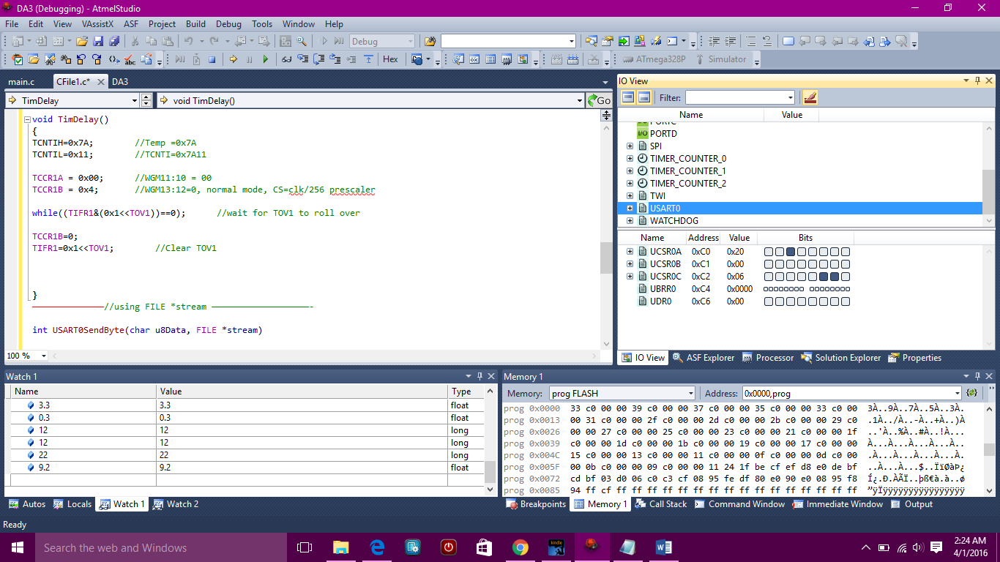 DA3 (Debugging) - AtmelStudio
File Edit View VAssistX ASF Project Build Debug Tools Window Help
Debug
Hex ATmega328P Simulator
main.c CFile1.c* DA3
TimDelay void TimDelay() Go
void TimDelay()
{
TCNTIH=0x7A; //Temp =0x7A
TCNTIL=0x11; //TCNTI=0x7A11
TCCR1A = 0x00; //WGM11:10 = 00
TCCR1B = 0x4; //WGM13:12=0, normal mode, CS=clk/256 prescaler
while((TIFR1&(0x1<<TOV1))==0); //wait for TOV1 to roll over
TCCR1B=0;
TIFR1=0x1<<TOV1; //Clear TOV1
}
——————————————//using FILE *stream ————————————————————-
int USART0SendByte(char u8Data, FILE *stream)
100 %
IO View
Filter:
Name Value
PORTC
I/O PORTD
SPI
TIMER_COUNTER_0
TIMER_COUNTER_1
TIMER_COUNTER_2
TWI
USART0
WATCHDOG
Name Address Value Bits
UCSR0A 0xC0 0x20
UCSR0B 0xC1 0x00
UCSR0C 0xC2 0x06
UBRR0 0xC4 0x0000
UDR0 0xC6 0x00
IO View ASF Explorer Processor Solution Explorer Properties
Watch 1
Name Value Type
3.3 3.3 float
0.3 0.3 float
12 12 long
12 12 long
22 22 long
9.2 9.2 float
Autos Locals Watch 1 Watch 2
Memory 1
Memory: prog FLASH Address: 0x0000,prog
prog 0x0000 33 c0 00 00 39 c0 00 00 37 c0 00 00 35 c0 00 00 33 c0 00 3À..9À..7À..5À..3À.
prog 0x0013 00 31 c0 00 00 2f c0 00 00 2d c0 00 00 2b c0 00 00 29 c0 .1À../À..-À..+À..)À
prog 0x0026 00 00 27 c0 00 00 25 c0 00 00 23 c0 00 00 21 c0 00 00 1f ..'À..%À..#À..!À...
prog 0x0039 c0 00 00 1d c0 00 00 1b c0 00 00 19 c0 00 00 17 c0 00 00 À...À...À...À...À..
prog 0x004C 15 c0 00 00 13 c0 00 00 11 c0 00 00 0f c0 00 00 0d c0 00 .À...À...À...À...À.
prog 0x005F 00 0b c0 00 00 09 c0 00 00 11 24 1f be cf ef d8 e0 de bf ..À...À...$..ÏïØàÞ¿
prog 0x0072 cd bf 03 d0 06 c0 c3 cf 08 95 fe df 80 e0 90 e0 08 95 f8 Í¿.Ð.ÀÃÏ..þß€à.à..ø
prog 0x0085 94 ff cf ff ff ff ff ff ff ff ff ff ff ff ff ff ff ff ff ”ÿÏÿÿÿÿÿÿÿÿÿÿÿÿÿÿÿÿ
Breakpoints Memory 1 Call Stack Command Window Immediate Window Output
Ready
Search the web and Windows
kindle
2:24 AM
4/1/2016